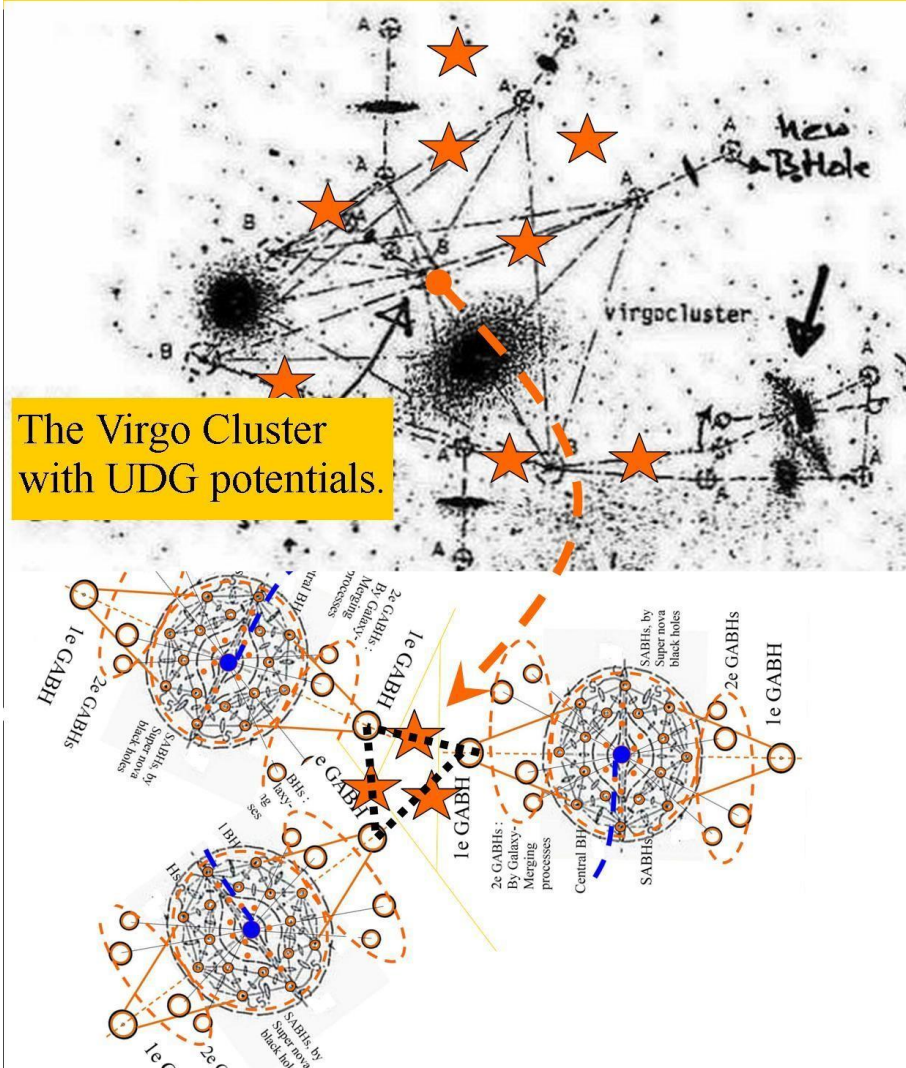 A
A
A
A
New
B.Hole
A
A
B
A
B
virgocluster
B
A
A
B
A
A
A
A
The Virgo Cluster
with UDG potentials.
1e GABH
2e GABHs
SABHs, by
Super nova
black holes
processes
Merging
By Galaxy-
2e GABHs :
1e GABH
e GABH
BHs :
1e GABH
2e GABHs :
By Galaxy-
Merging
processes
Central BH
SABHs
SABHs, by
Super nova
black holes
2e GABHs
1e GABH
SABHs, by
Super nova